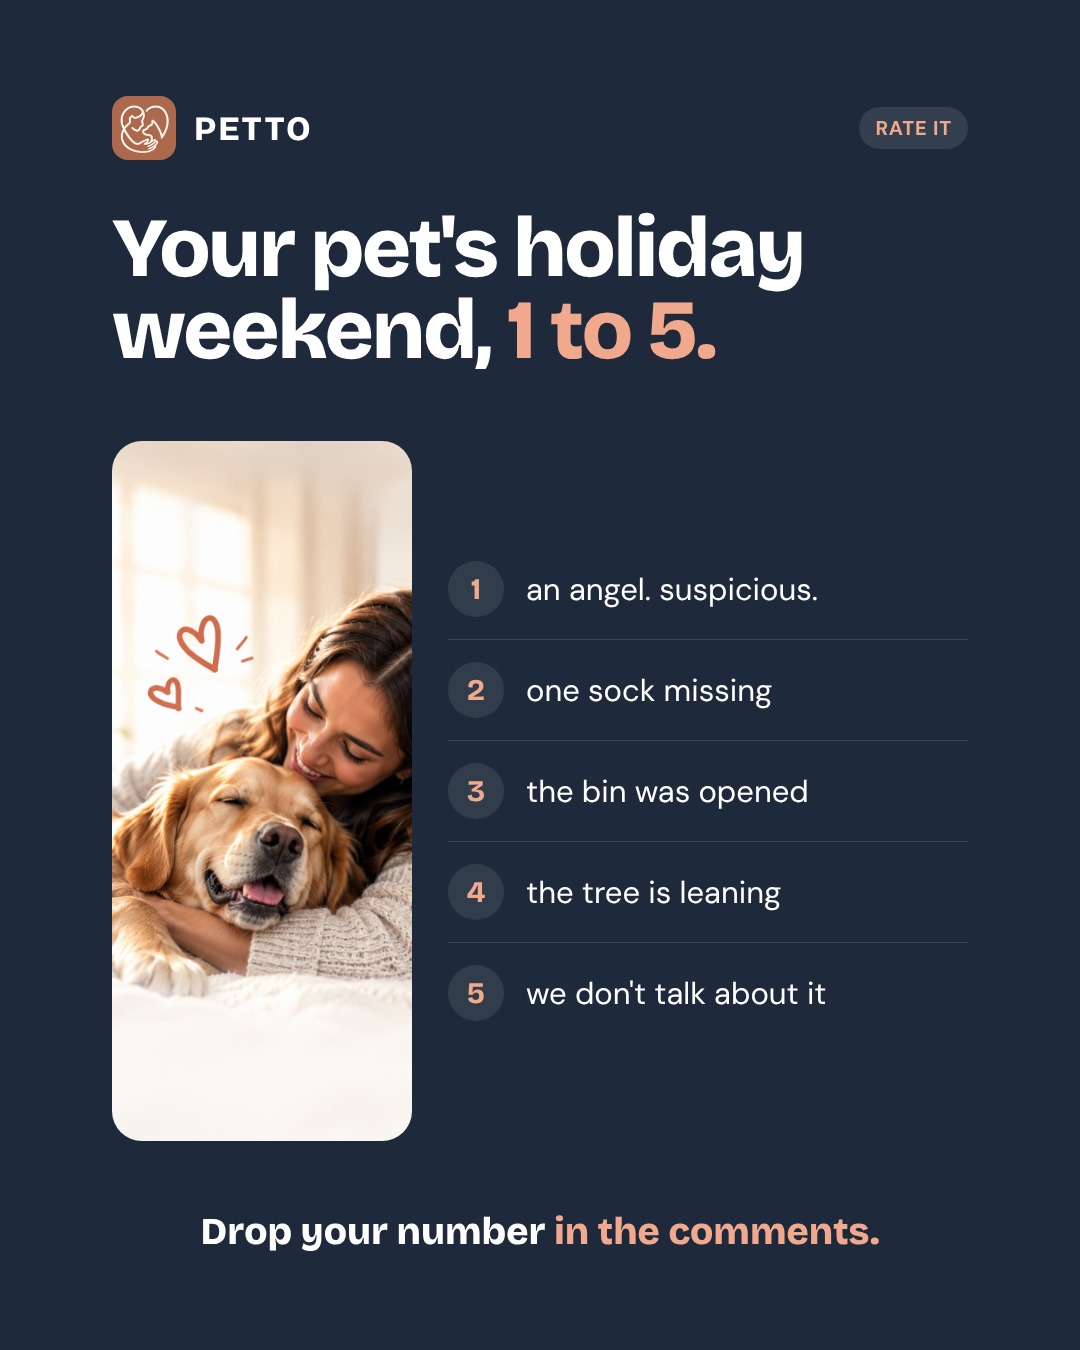 PETTO
RATE IT
Your pet's holiday
weekend, 1 to 5.
1 an angel. suspicious.
2 one sock missing
3 the bin was opened
4 the tree is leaning
5 we don't talk about it
Drop your number in the comments.